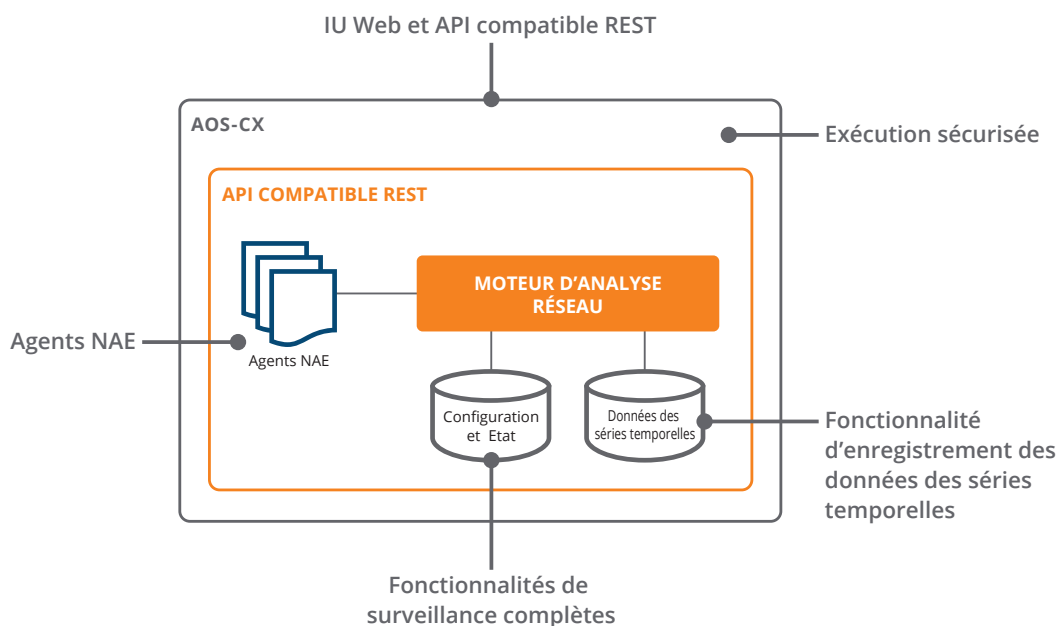 IU Web et API compatible REST
AOS-CX
Exécution sécurisée
API COMPATIBLE REST
MOTEUR D’ANALYSE
RÉSEAU
Agents NAE
Agents NAE
Configuration
et Etat
Données des
séries temporelles
Fonctionnalité
d’enregistrement des
données des séries
temporelles
Fonctionnalités de
surveillance complètes